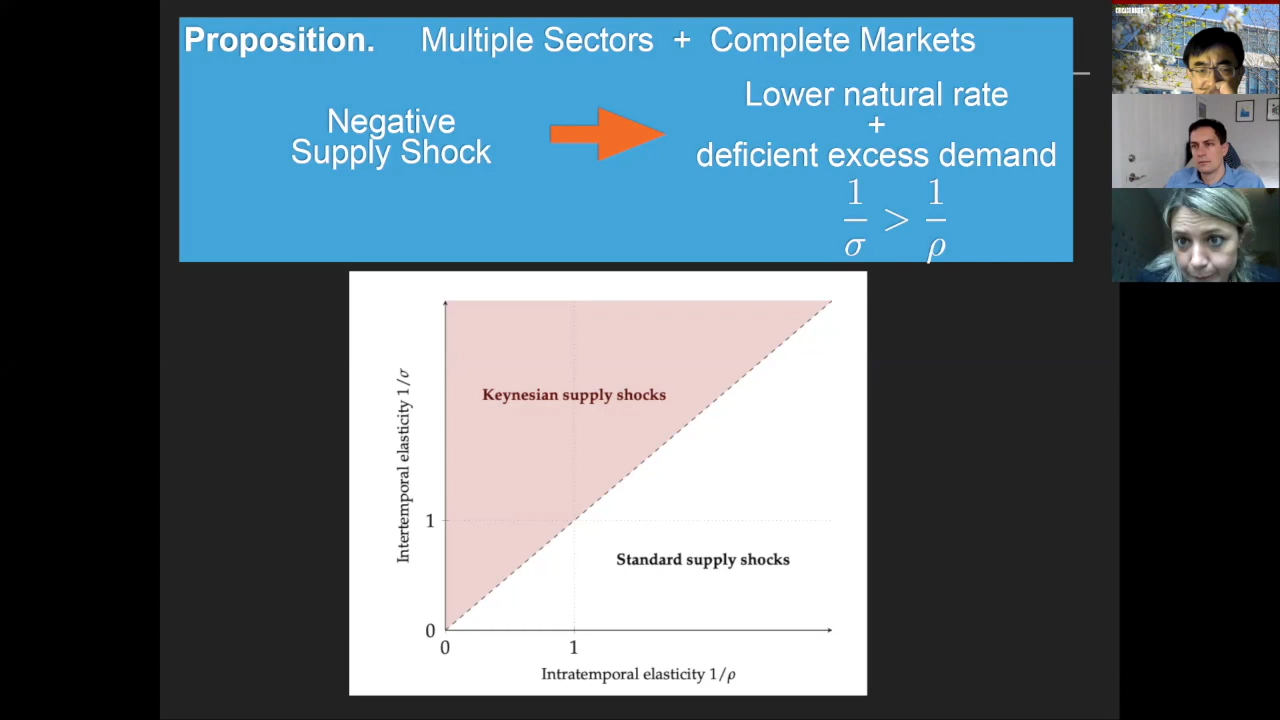 Proposition. Multiple Sectors + Complete Markets
Negative
Supply Shock
Lower natural rate
+
deficient excess demand
1/σ > 1/ρ
Intertemporal elasticity 1/σ
Keynesian supply shocks
1
Standard supply shocks
0
0 1
Intratemporal elasticity 1/ρ